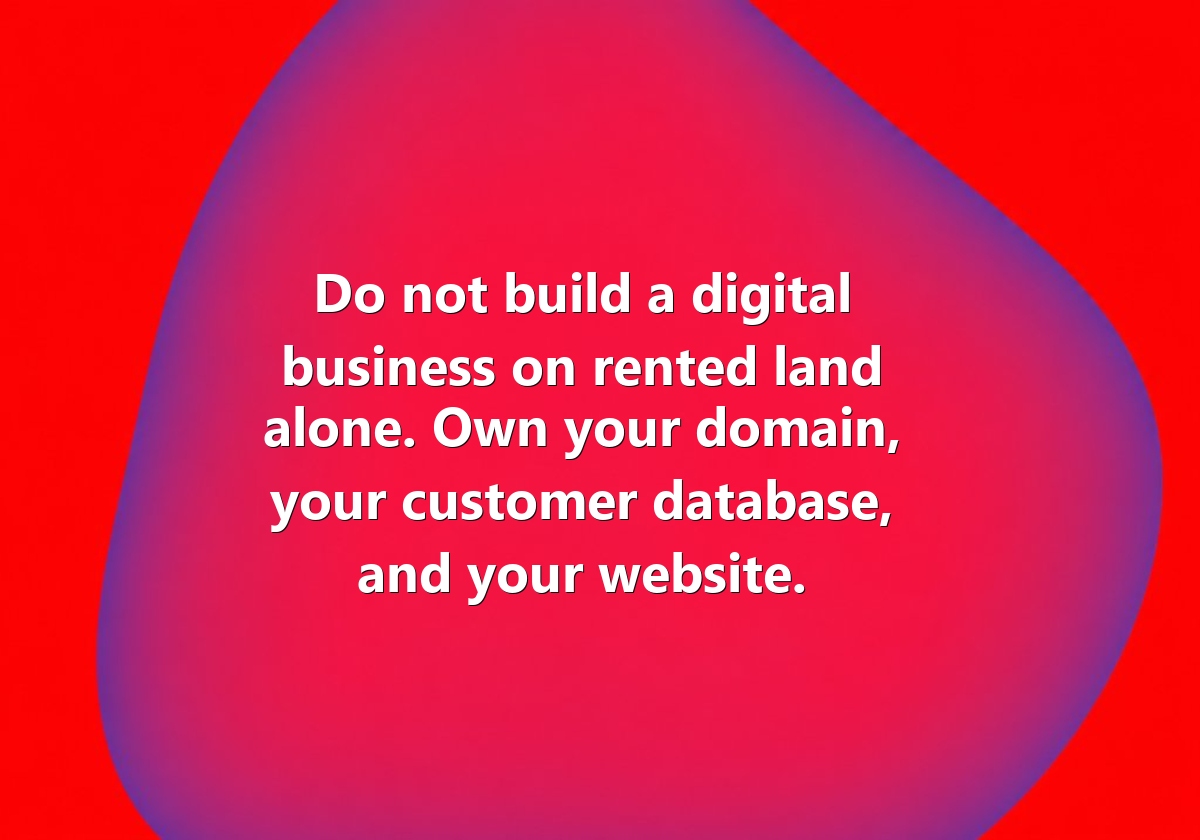 Do not build a digital
business on rented land
alone. Own your domain,
your customer database,
and your website.